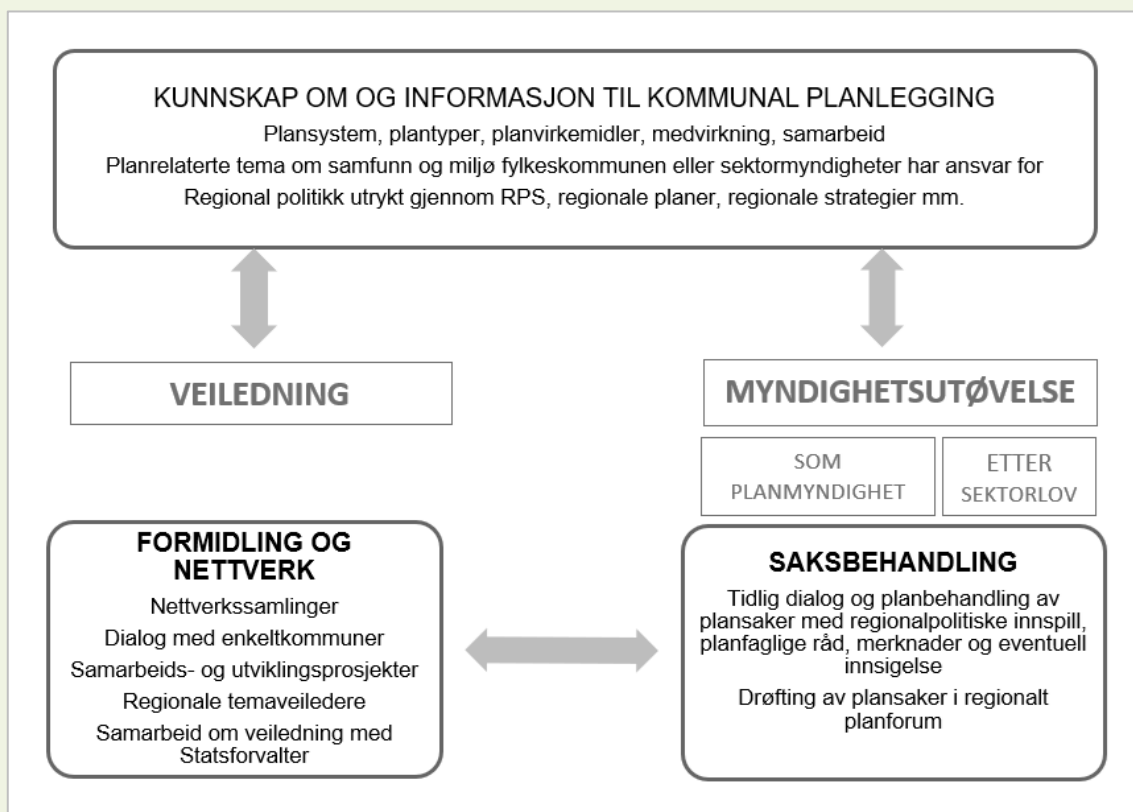 KUNNSKAP OM OG INFORMASJON TIL KOMMUNAL PLANLEGGING
Plansystem, plantyper, planvirkemidler, medvirkning, samarbeid
Planrelaterte tema om samfunn og miljø fylkeskommunen eller sektormyndigheter har ansvar for
Regional politikk utrykt gjennom RPS, regionale planer, regionale strategier mm.
VEILEDNING
FORMIDLING OG
NETTVERK
Nettverkssamlinger
Dialog med enkeltkommuner
Samarbeids- og utviklingsprosjekter
Regionale temaveiledere
Samarbeid om veiledning med
Statsforvalter
MYNDIGHETSUTØVELSE
SOM
PLANMYNDIGHET
ETTER
SEKTORLOV
SAKSBEHANDLING
Tidlig dialog og planbehandling av
plansaker med regionalpolitiske innspill,
planfaglige råd, merknader og eventuell
innsigelse
Drøfting av plansaker i regionalt
planforum